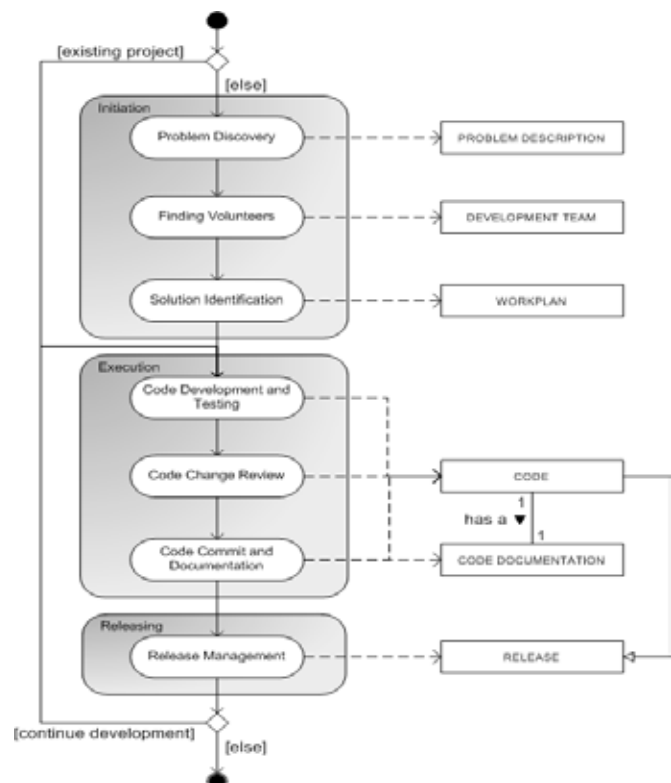 [existing project]
[else]
Initiation
Problem Discovery
PROBLEM DESCRIPTION
Finding Volunteers
DEVELOPMENT TEAM
Solution Identification
WORKPLAN
Execution
Code Development and
Testing
Code Change Review
CODE
1
has a ▼
1
Code Commit and
Documentation
CODE DOCUMENTATION
Releasing
Release Management
RELEASE
[continue development]
[else]